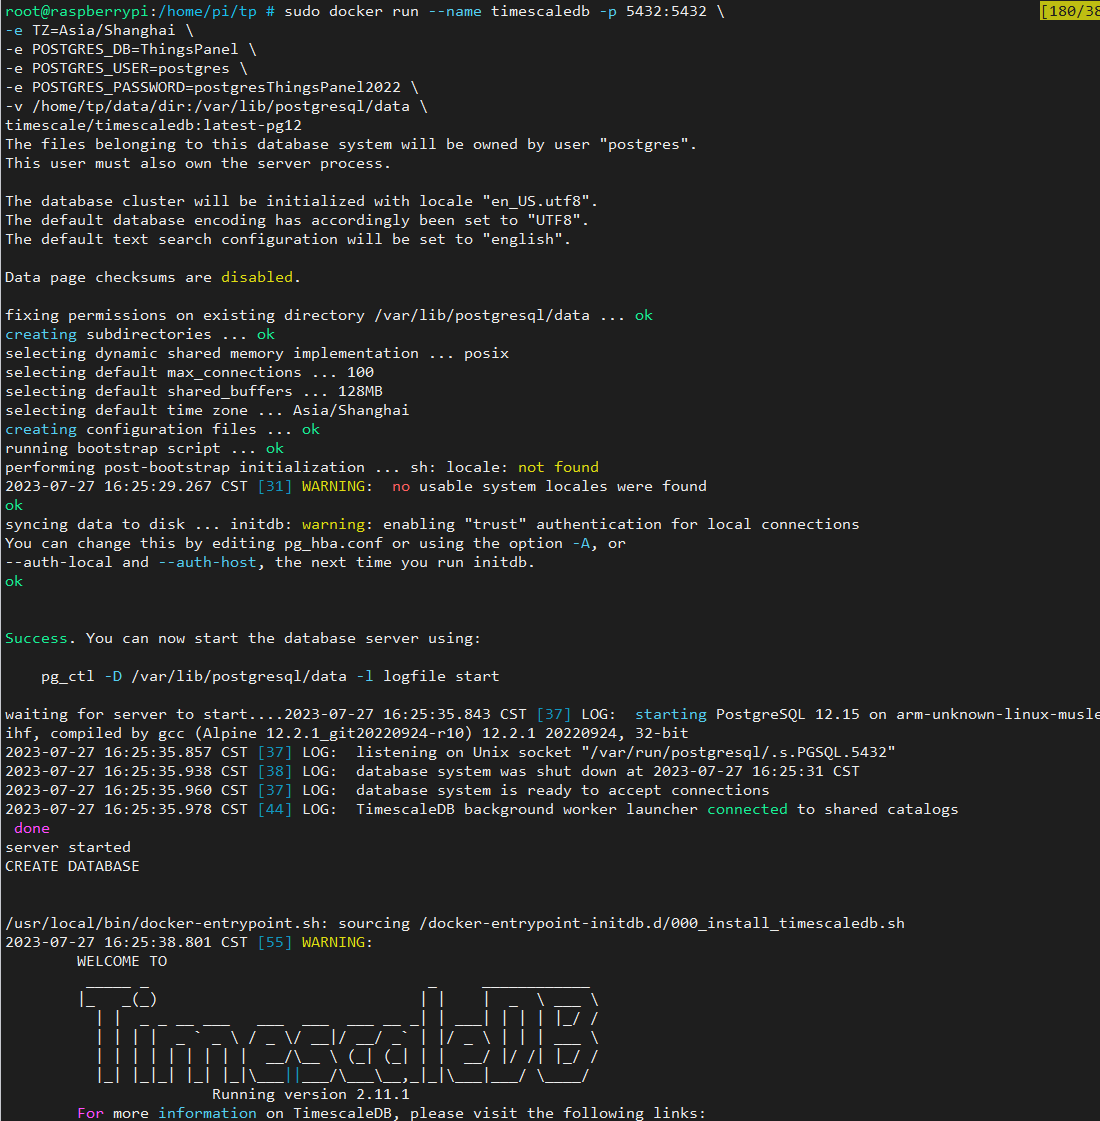 root@raspberrypi:/home/pi/tp # sudo docker run --name timescaledb -p 5432:5432 \ [180/38
-e TZ=Asia/Shanghai \
-e POSTGRES_DB=ThingsPanel \
-e POSTGRES_USER=postgres \
-e POSTGRES_PASSWORD=postgresThingsPanel2022 \
-v /home/tp/data/dir:/var/lib/postgresql/data \
timescale/timescaledb:latest-pg12
The files belonging to this database system will be owned by user "postgres".
This user must also own the server process.
The database cluster will be initialized with locale "en_US.utf8".
The default database encoding has accordingly been set to "UTF8".
The default text search configuration will be set to "english".
Data page checksums are disabled.
fixing permissions on existing directory /var/lib/postgresql/data ... ok
creating subdirectories ... ok
selecting dynamic shared memory implementation ... posix
selecting default max_connections ... 100
selecting default shared_buffers ... 128MB
selecting default time zone ... Asia/Shanghai
creating configuration files ... ok
running bootstrap script ... ok
performing post-bootstrap initialization ... sh: locale: not found
2023-07-27 16:25:29.267 CST [31] WARNING:  no usable system locales were found
ok
syncing data to disk ... initdb: warning: enabling "trust" authentication for local connections
You can change this by editing pg_hba.conf or using the option -A, or
--auth-local and --auth-host, the next time you run initdb.
ok
Success. You can now start the database server using:
pg_ctl -D /var/lib/postgresql/data -l logfile start
waiting for server to start....2023-07-27 16:25:35.843 CST [37] LOG:  starting PostgreSQL 12.15 on arm-unknown-linux-musle
ihf, compiled by gcc (Alpine 12.2.1_git20220924-r10) 12.2.1 20220924, 32-bit
2023-07-27 16:25:35.857 CST [37] LOG:  listening on Unix socket "/var/run/postgresql/.s.PGSQL.5432"
2023-07-27 16:25:35.938 CST [38] LOG:  database system was shut down at 2023-07-27 16:25:31 CST
2023-07-27 16:25:35.960 CST [37] LOG:  database system is ready to accept connections
2023-07-27 16:25:35.978 CST [44] LOG:  TimescaleDB background worker launcher connected to shared catalogs
done
server started
CREATE DATABASE
/usr/local/bin/docker-entrypoint.sh: sourcing /docker-entrypoint-initdb.d/000_install_timescaledb.sh
2023-07-27 16:25:38.801 CST [55] WARNING:
WELCOME TO
TimescaleDB
Running version 2.11.1
For more information on TimescaleDB, please visit the following links: